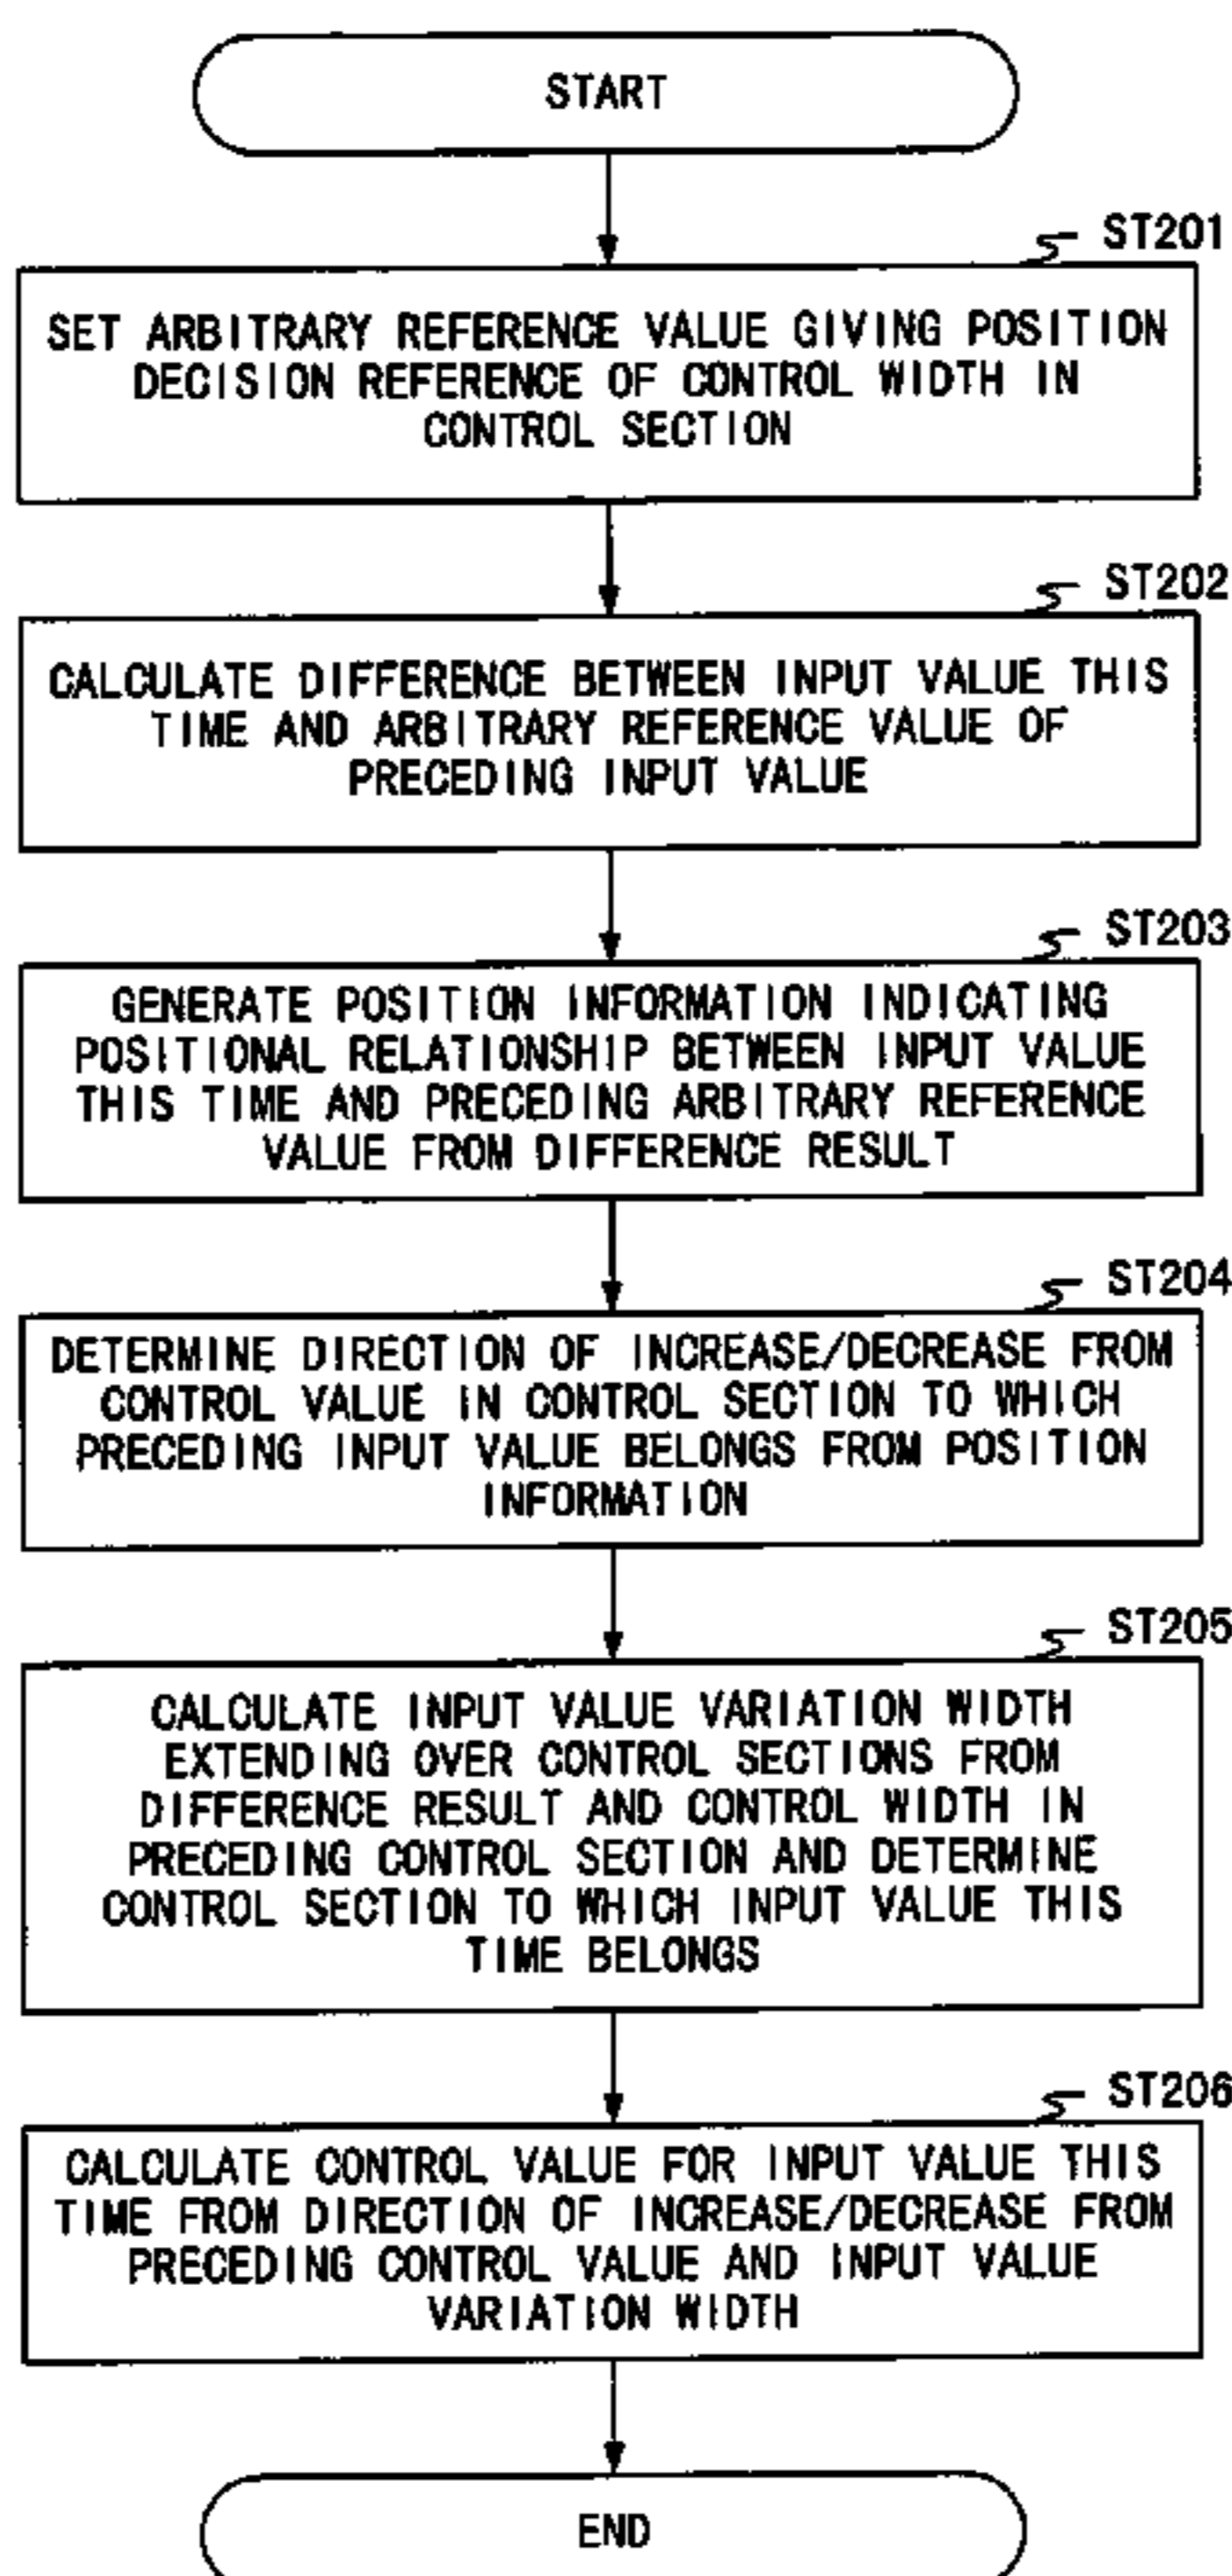 START
ST201
SET ARBITRARY REFERENCE VALUE GIVING POSITION
DECISION REFERENCE OF CONTROL WIDTH IN
CONTROL SECTION
ST202
CALCULATE DIFFERENCE BETWEEN INPUT VALUE THIS
TIME AND ARBITRARY REFERENCE VALUE OF
PRECEDING INPUT VALUE
ST203
GENERATE POSITION INFORMATION INDICATING
POSITIONAL RELATIONSHIP BETWEEN INPUT VALUE
THIS TIME AND PRECEDING ARBITRARY REFERENCE
VALUE FROM DIFFERENCE RESULT
ST204
DETERMINE DIRECTION OF INCREASE/DECREASE FROM
CONTROL VALUE IN CONTROL SECTION TO WHICH
PRECEDING INPUT VALUE BELONGS FROM POSITION
INFORMATION
ST205
CALCULATE INPUT VALUE VARIATION WIDTH
EXTENDING OVER CONTROL SECTIONS FROM
DIFFERENCE RESULT AND CONTROL WIDTH IN
PRECEDING CONTROL SECTION AND DETERMINE
CONTROL SECTION TO WHICH INPUT VALUE THIS
TIME BELONGS
ST206
CALCULATE CONTROL VALUE FOR INPUT VALUE THIS
TIME FROM DIRECTION OF INCREASE/DECREASE FROM
PRECEDING CONTROL VALUE AND INPUT VALUE
VARIATION WIDTH
END